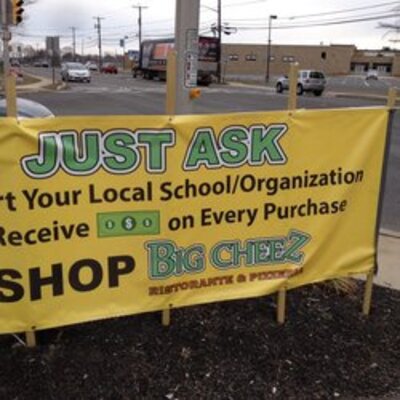 JUST ASK
rt Your Local School/Organization
Receive $ on Every Purchase
SHOP BIG CHEEZ
RISTORANTE & PIZZERIA